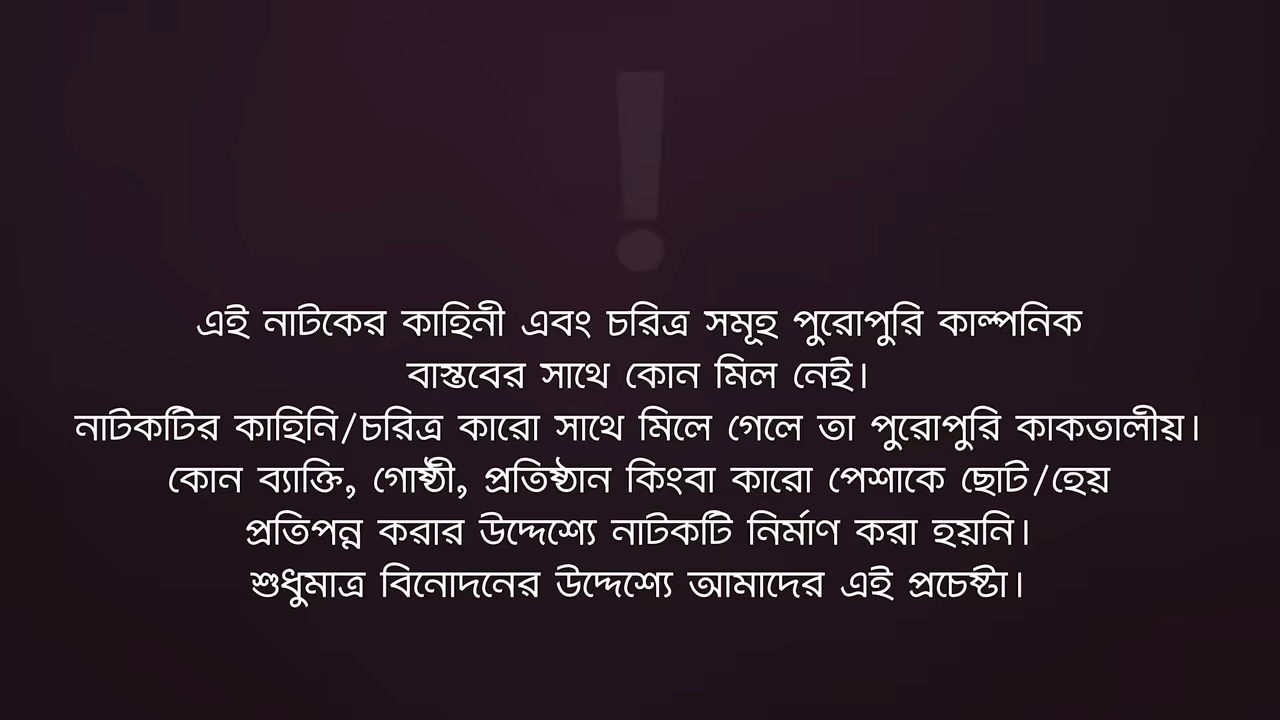 এই নাটকের কাহিনী এবং চরিত্র সমূহ পুরোপুরি কাল্পনিক
বাস্তবের সাথে কোন মিল নেই।
নাটকটির কাহিনি/চরিত্র কারো সাথে মিলে গেলে তা পুরোপুরি কাকতালীয়।
কোন ব্যাক্তি, গোষ্ঠী, প্রতিষ্ঠান কিংবা কারো পেশাকে ছোট/হেয়
প্রতিপন্ন করার উদ্দেশ্যে নাটকটি নির্মাণ করা হয়নি।
শুধুমাত্র বিনোদনের উদ্দেশ্যে আমাদের এই প্রচেষ্টা।